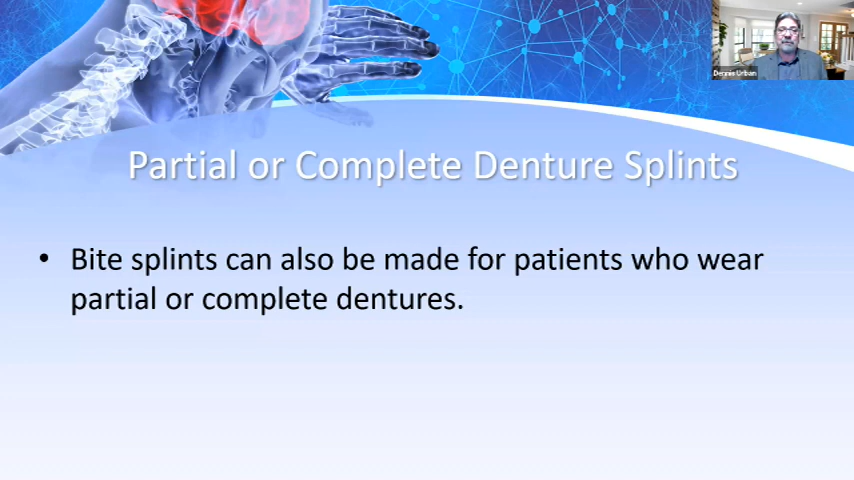 Dennis Urban
Partial or Complete Denture Splints
• Bite splints can also be made for patients who wear
partial or complete dentures.